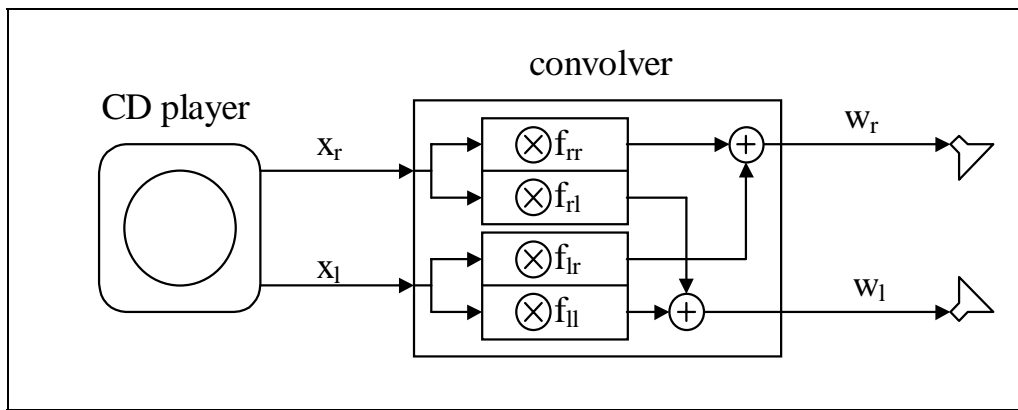 convolver
CD player
x_r
w_r
⊗f_rr
⊗f_rl
⊗f_lr
x_l
⊗f_ll
w_l